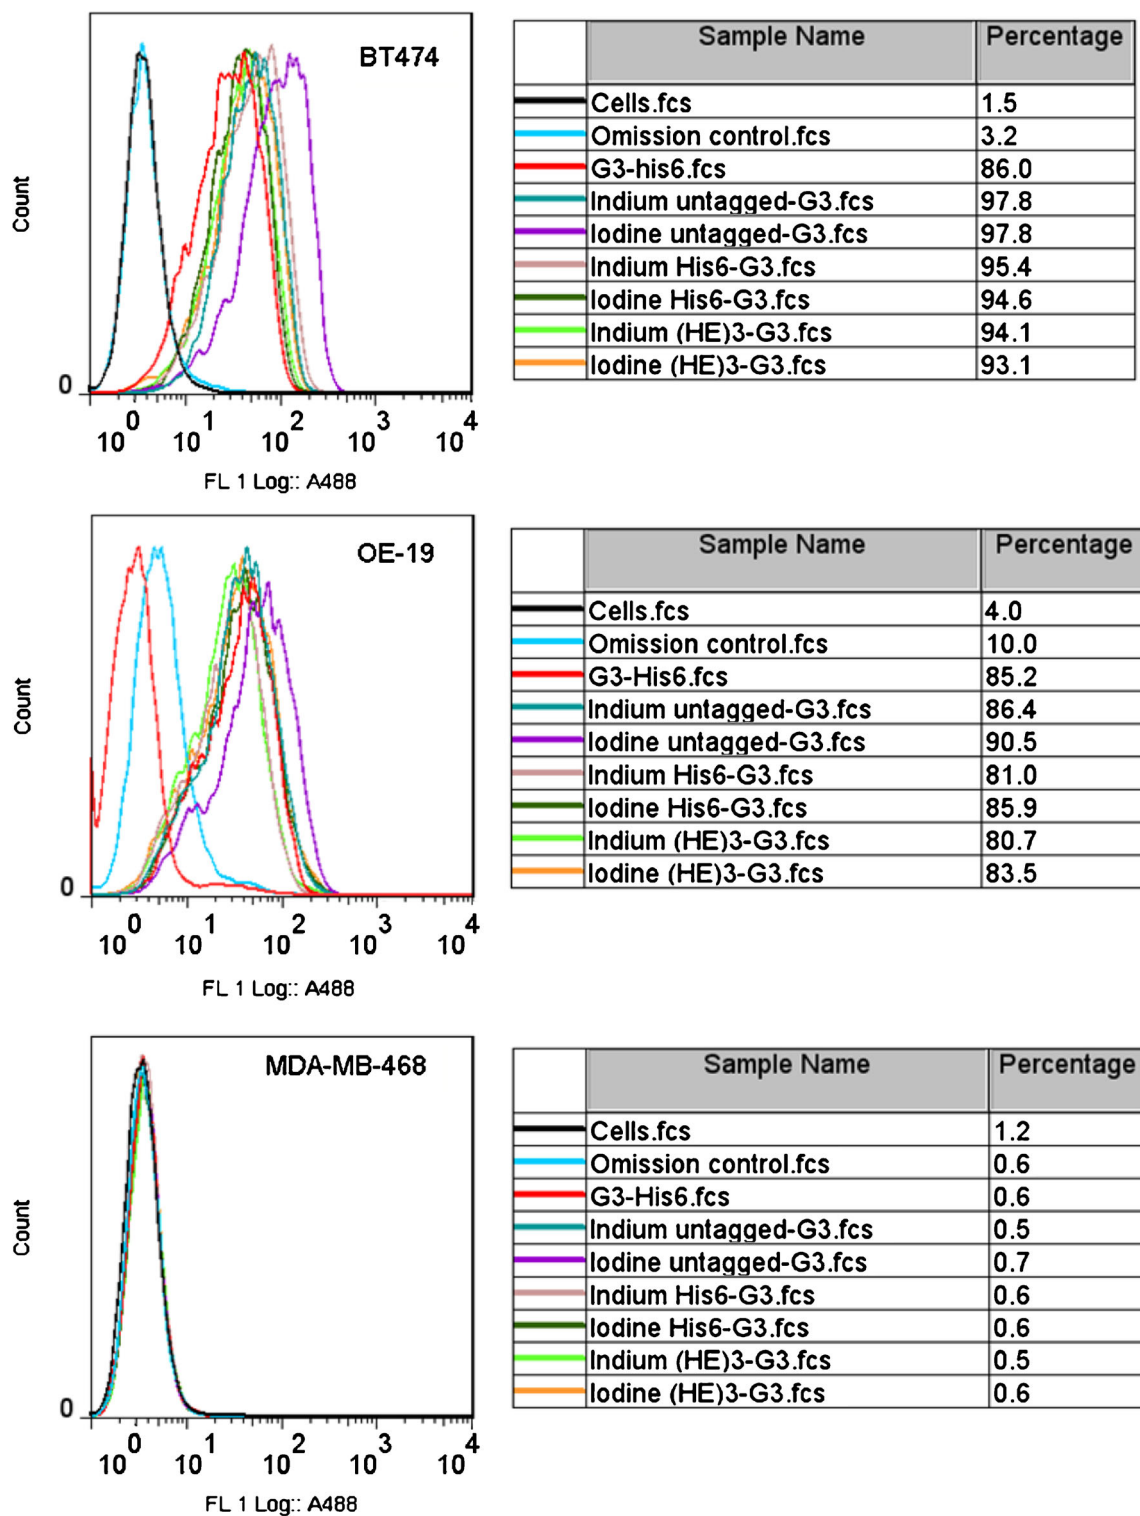 BT474
Count
0
10 0 10 1 10 2 10 3 10 4
FL 1 Log:: A488
Sample Name Percentage
Cells.fcs 1.5
Omission control.fcs 3.2
G3-his6.fcs 86.0
Indium untagged-G3.fcs 97.8
Iodine untagged-G3.fcs 97.8
Indium His6-G3.fcs 95.4
Iodine His6-G3.fcs 94.6
Indium (HE)3-G3.fcs 94.1
Iodine (HE)3-G3.fcs 93.1
OE-19
Count
0
10 0 10 1 10 2 10 3 10 4
FL 1 Log:: A488
Sample Name Percentage
Cells.fcs 4.0
Omission control.fcs 10.0
G3-His6.fcs 85.2
Indium untagged-G3.fcs 86.4
Iodine untagged-G3.fcs 90.5
Indium His6-G3.fcs 81.0
Iodine His6-G3.fcs 85.9
Indium (HE)3-G3.fcs 80.7
Iodine (HE)3-G3.fcs 83.5
MDA-MB-468
Count
0
10 0 10 1 10 2 10 3 10 4
FL 1 Log:: A488
Sample Name Percentage
Cells.fcs 1.2
Omission control.fcs 0.6
G3-His6.fcs 0.6
Indium untagged-G3.fcs 0.5
Iodine untagged-G3.fcs 0.7
Indium His6-G3.fcs 0.6
Iodine His6-G3.fcs 0.6
Indium (HE)3-G3.fcs 0.5
Iodine (HE)3-G3.fcs 0.6